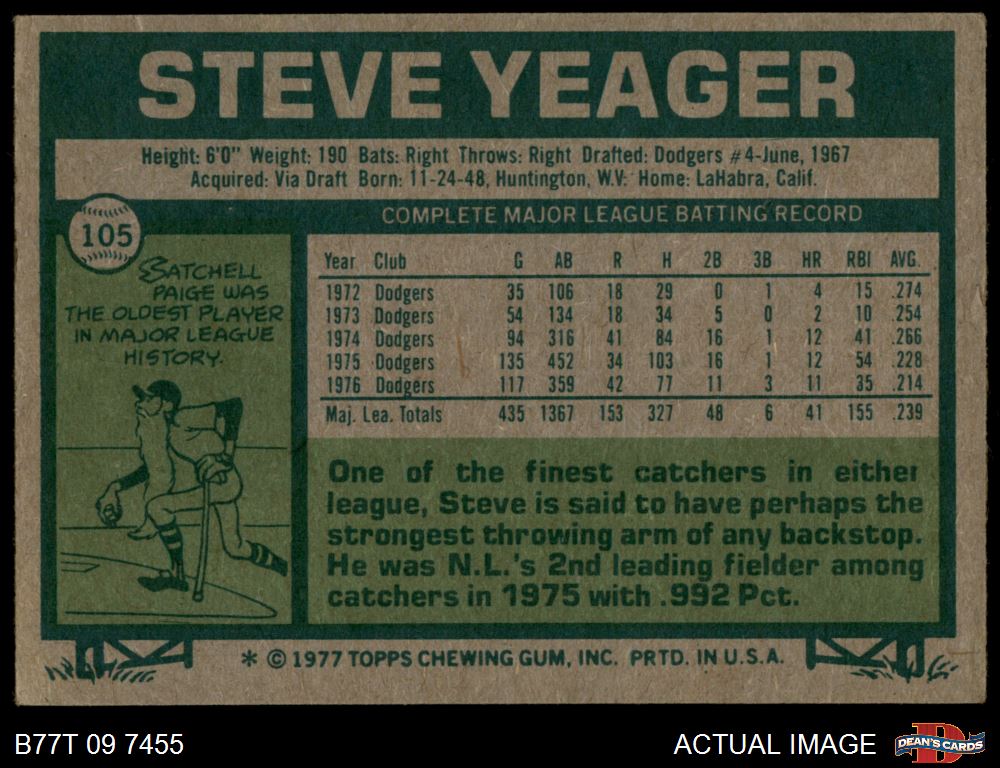 STEVE YEAGER
Height: 6'0" Weight: 190 Bats: Right Throws: Right Drafted: Dodgers #4-June, 1967
Acquired: Via Draft Born: 11-24-48, Huntington, W.V. Home: LaHabra, Calif.
105
SATCHELL
PAIGE WAS
THE OLDEST PLAYER
IN MAJOR LEAGUE
HISTORY.
COMPLETE MAJOR LEAGUE BATTING RECORD
Year Club G AB R H 2B 3B HR RBI AVG.
1972 Dodgers 35 106 18 29 0 1 4 15 .274
1973 Dodgers 54 134 18 34 5 0 2 10 .254
1974 Dodgers 94 316 41 84 16 1 12 41 .266
1975 Dodgers 135 452 34 103 16 1 12 54 .228
1976 Dodgers 117 359 42 77 11 3 11 35 .214
Maj. Lea. Totals 435 1367 153 327 48 6 41 155 .239
One of the finest catchers in either
league, Steve is said to have perhaps the
strongest throwing arm of any backstop.
He was N.L.'s 2nd leading fielder among
catchers in 1975 with .992 Pct.
* © 1977 TOPPS CHEWING GUM, INC. PRTD. IN U.S.A.
B77T 09 7455
ACTUAL IMAGE
DEAN'S CARDS